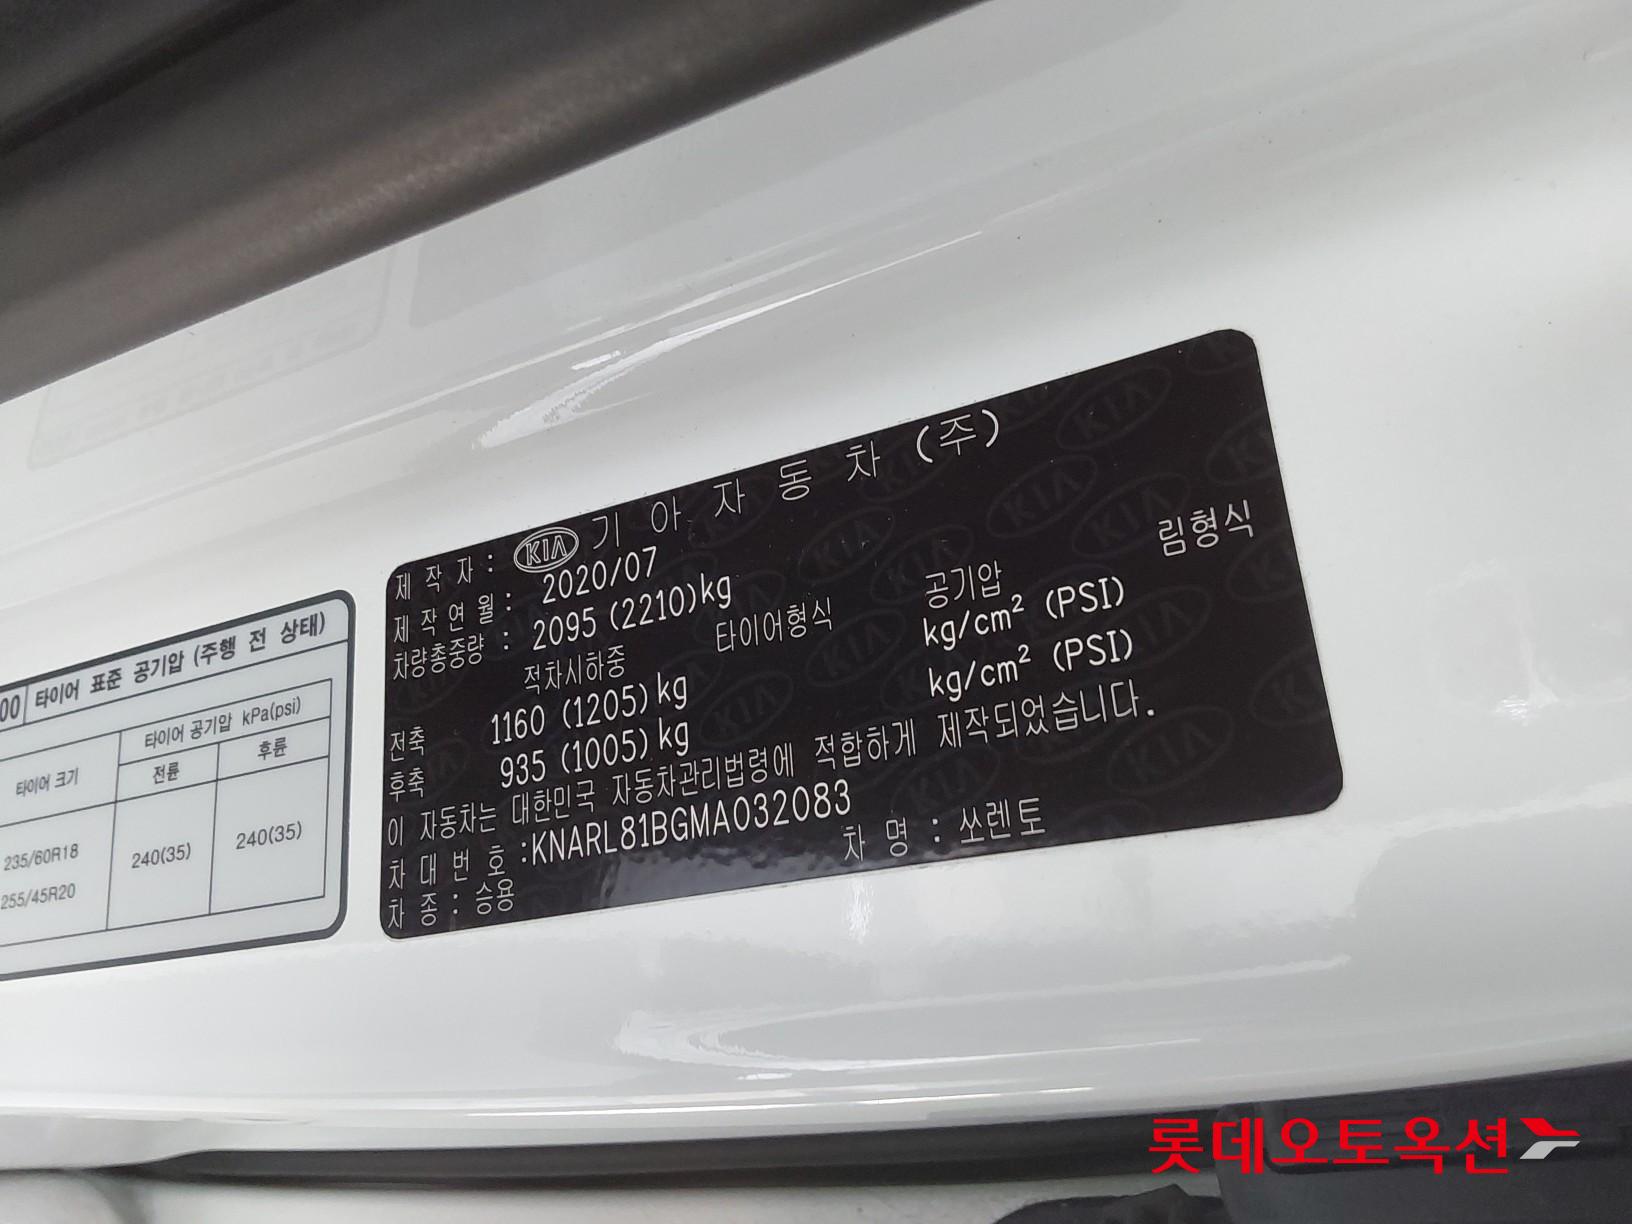 제 작 자 : KIA 기 아 자 동 차 (주)
제 작 연 월 : 2020/07
차량총중량 : 2095 (2210)kg
적차시하중 타이어형식 공기압 림형식
전축 1160 (1205)kg kg/cm² (PSI)
후축 935 (1005)kg kg/cm² (PSI)
이 자동차는 대한민국 자동차관리법령에 적합하게 제작되었습니다.
차 대 번 호 :KNARL81BGMA032083
차 종 : 승용 차 명 : 쏘렌토
00 타이어 표준 공기압 (주행 전 상태)
타이어 크기 타이어 공기압 kPa(psi)
전륜 후륜
235/60R18 240(35) 240(35)
255/45R20
롯데오토옥션